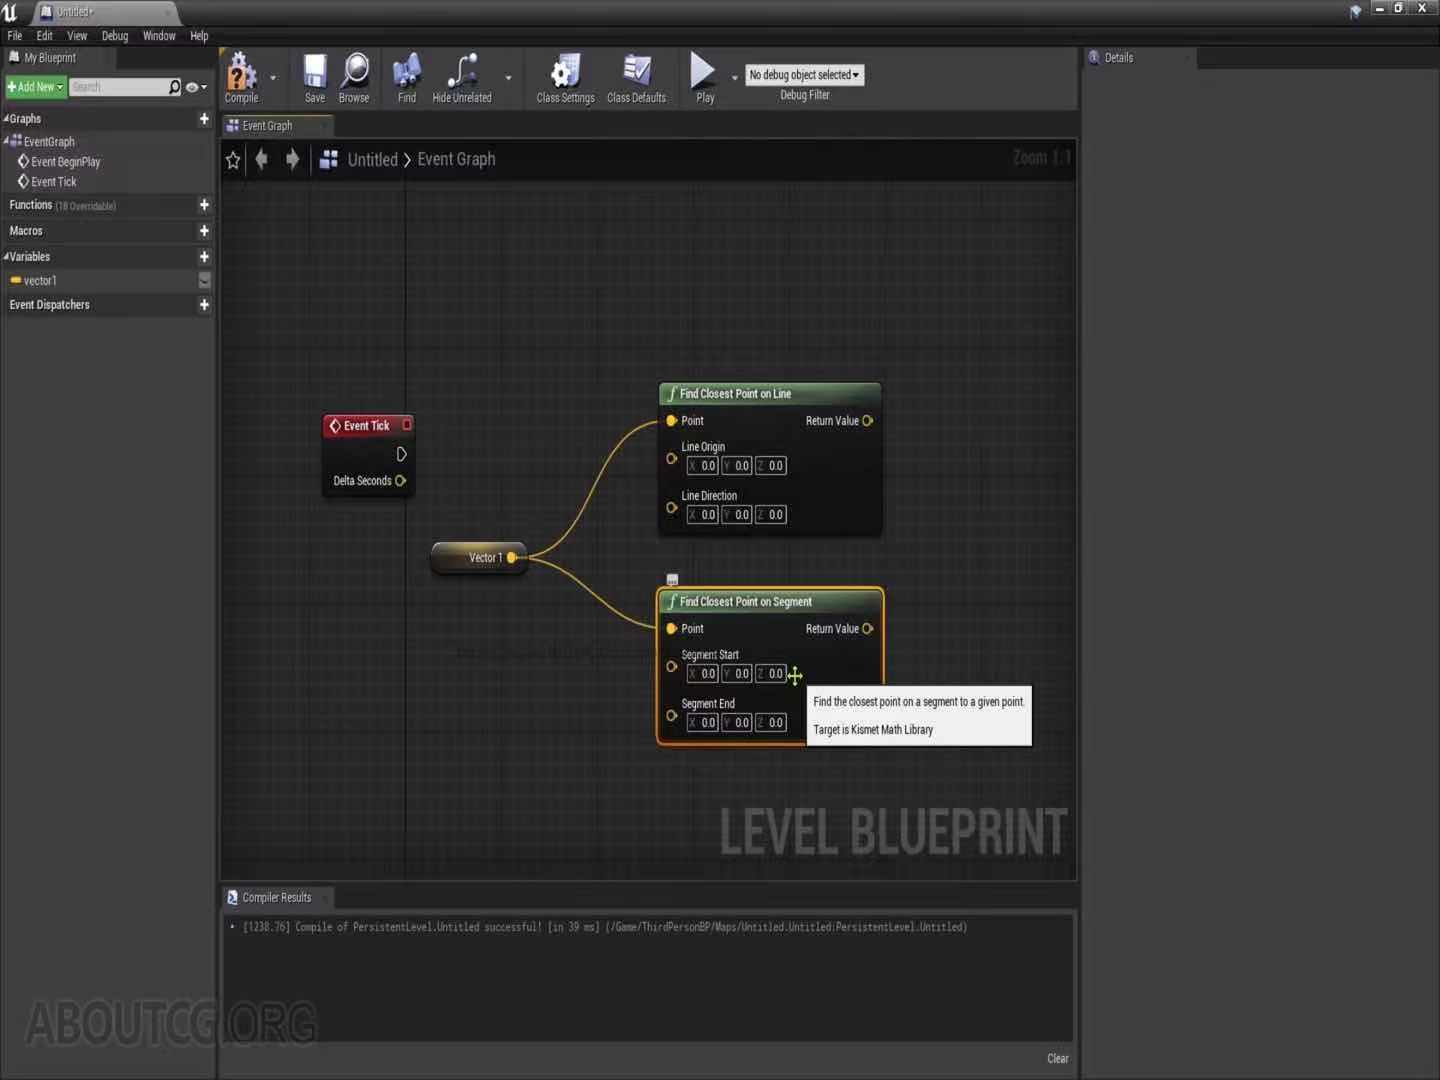 Untitled*
File Edit View Debug Window Help
My Blueprint
Add New
Search
Graphs
EventGraph
Event BeginPlay
Event Tick
Functions (18 Overridable)
Macros
Variables
vector1
Event Dispatchers
Compile
Save
Browse
Find
Hide Unrelated
Class Settings
Class Defaults
Play
No debug object selected
Debug Filter
Details
Event Graph
Untitled > Event Graph
Zoom 1:1
Event Tick
Delta Seconds
Vector 1
Find Closest Point on Line
Point Return Value
Line Origin
X 0.0 Y 0.0 Z 0.0
Line Direction
X 0.0 Y 0.0 Z 0.0
Find Closest Point on Segment
Point Return Value
Segment Start
X 0.0 Y 0.0 Z 0.0
Segment End
X 0.0 Y 0.0 Z 0.0
Find the closest point on a segment to a given point.
Target is Kismet Math Library
LEVEL BLUEPRINT
Compiler Results
[1238.76] Compile of PersistentLevel.Untitled successful! [in 39 ms] (/Game/ThirdPersonBP/Maps/Untitled.Untitled:PersistentLevel.Untitled)
ABOUTCG.ORG
Clear